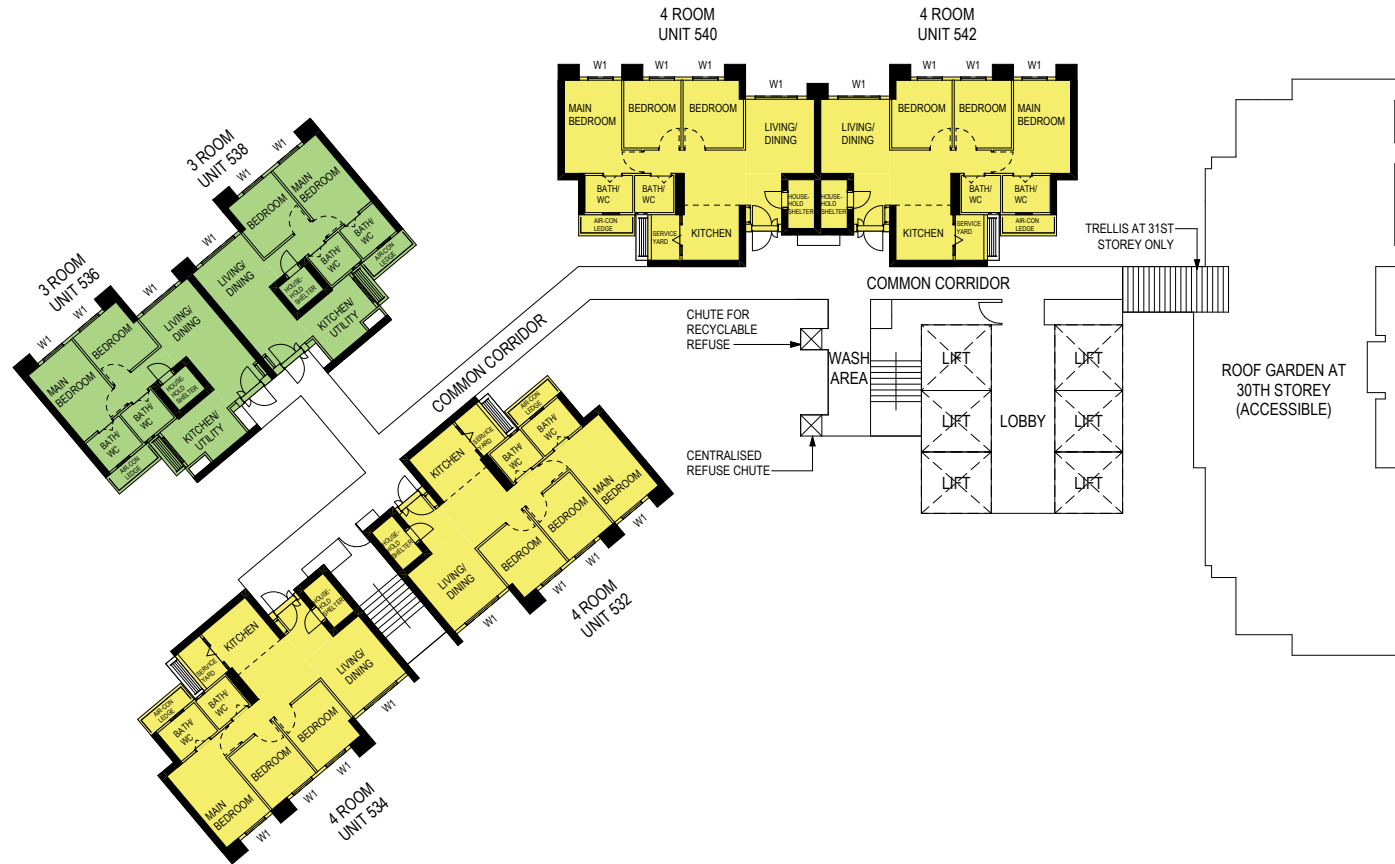 4 ROOM
UNIT 540
4 ROOM
UNIT 542
W1
W1
W1
W1
W1
W1
W1
W1
MAIN
BEDROOM
BEDROOM
BEDROOM
LIVING/
DINING
BATH/
WC
BATH/
WC
HOUSE-
HOLD
SHELTER
AIR-CON
LEDGE
SERVICE
YARD
KITCHEN
LIVING/
DINING
BEDROOM
BEDROOM
MAIN
BEDROOM
HOUSE-
HOLD
SHELTER
BATH/
WC
BATH/
WC
KITCHEN
SERVICE
YARD
AIR-CON
LEDGE
3 ROOM
UNIT 538
W1
W1
W1
MAIN
BEDROOM
BEDROOM
LIVING/
DINING
BATH/
WC
BATH/
WC
AIR-CON
LEDGE
HOUSE-
HOLD
SHELTER
KITCHEN/
UTILITY
3 ROOM
UNIT 536
W1
W1
W1
LIVING/
DINING
BEDROOM
MAIN
BEDROOM
HOUSE-
HOLD
SHELTER
BATH/
WC
BATH/
WC
KITCHEN/
UTILITY
AIR-CON
LEDGE
TRELLIS AT 31ST
STOREY ONLY
COMMON CORRIDOR
COMMON CORRIDOR
CHUTE FOR
RECYCLABLE
REFUSE
WASH
AREA
CENTRALISED
REFUSE CHUTE
LIFT
LIFT
LIFT
LOBBY
LIFT
LIFT
LIFT
ROOF GARDEN AT
30TH STOREY
(ACCESSIBLE)
KITCHEN
SERVICE
YARD
AIR-CON
LEDGE
BATH/
WC
BATH/
WC
MAIN
BEDROOM
BEDROOM
BEDROOM
HOUSE-
HOLD
SHELTER
LIVING/
DINING
W1
W1
W1
W1
4 ROOM
UNIT 532
HOUSE-
HOLD
SHELTER
KITCHEN
SERVICE
YARD
LIVING/
DINING
AIR-CON
LEDGE
BATH/
WC
BATH/
WC
BEDROOM
BEDROOM
MAIN
BEDROOM
W1
W1
W1
W1
4 ROOM
UNIT 534